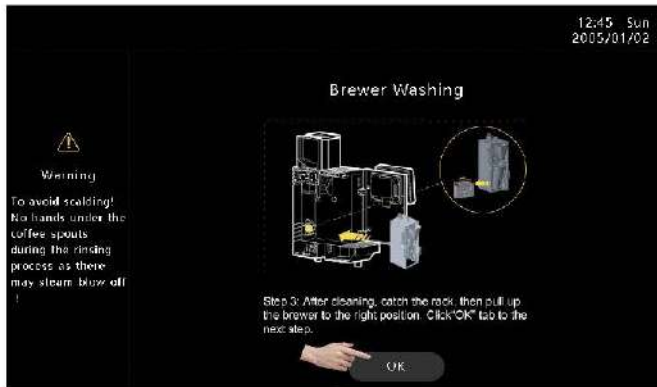 12:45 Sun
2005/01/02
Brewer Washing
Warning
To avoid scalding!
No hands under the
coffee spouts
during the rinsing
process as there
may steam blow off
!
Step 3: After cleaning, catch the rack, then pull up
the brewer to the right position. Click"OK" tab to the
next step.
OK